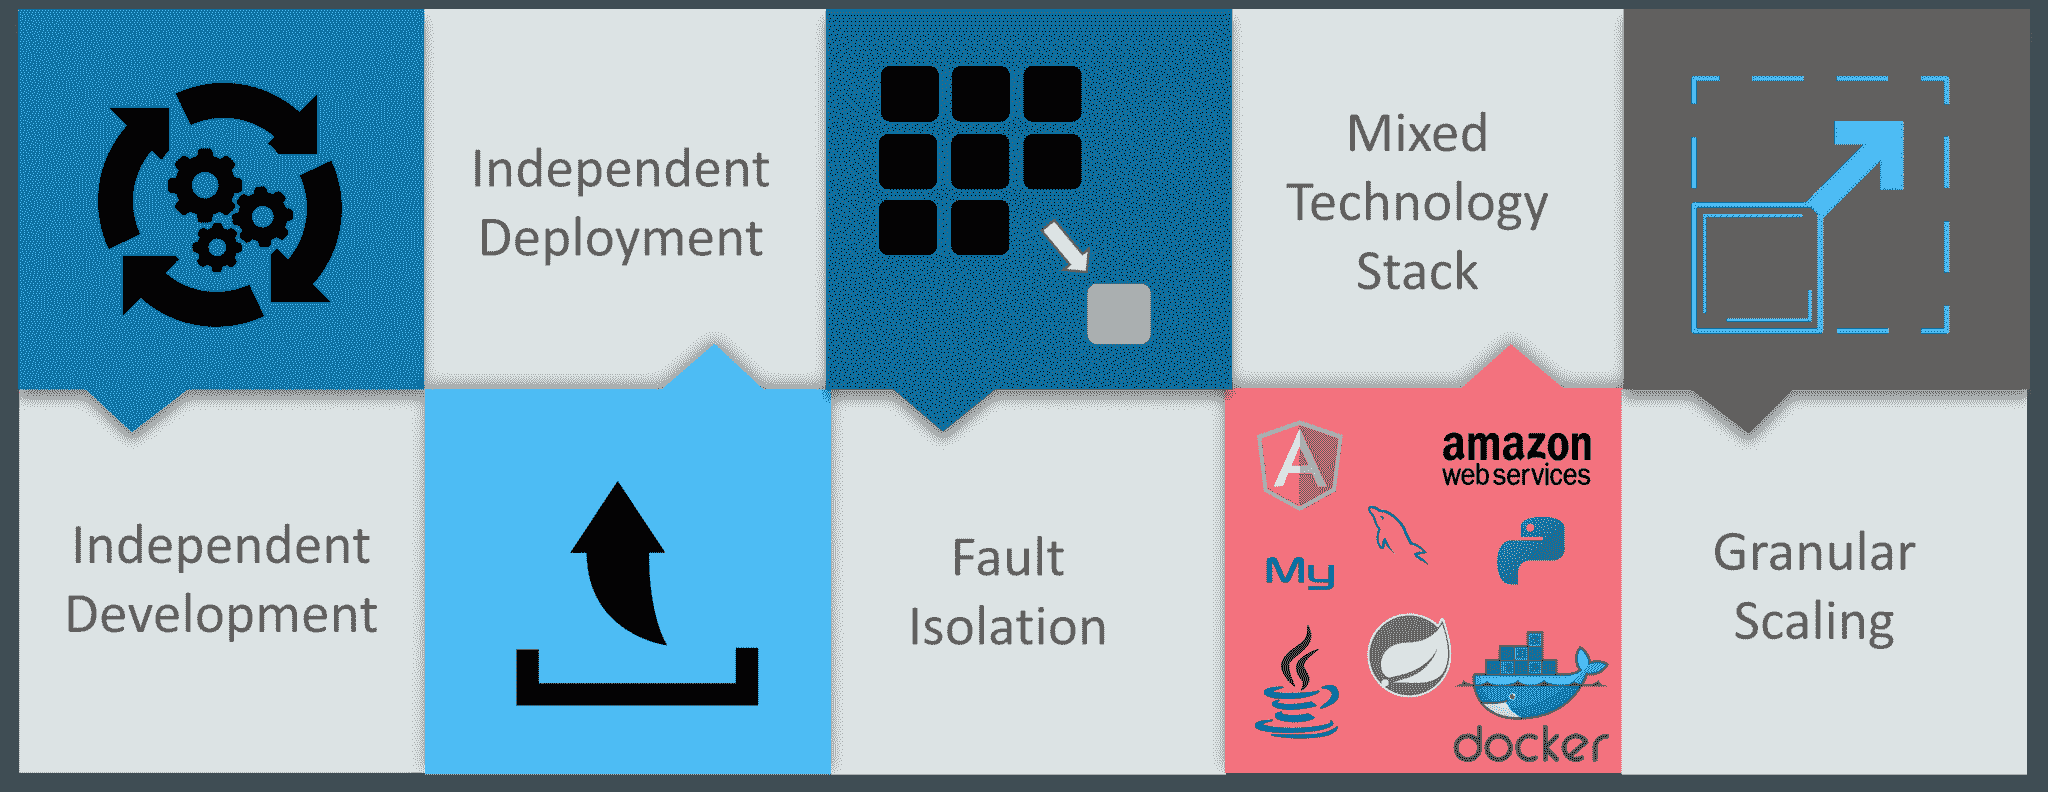 Independent
Deployment
Mixed
Technology
Stack
Independent
Development
Fault
Isolation
A
amazon
web services
My
docker
Granular
Scaling